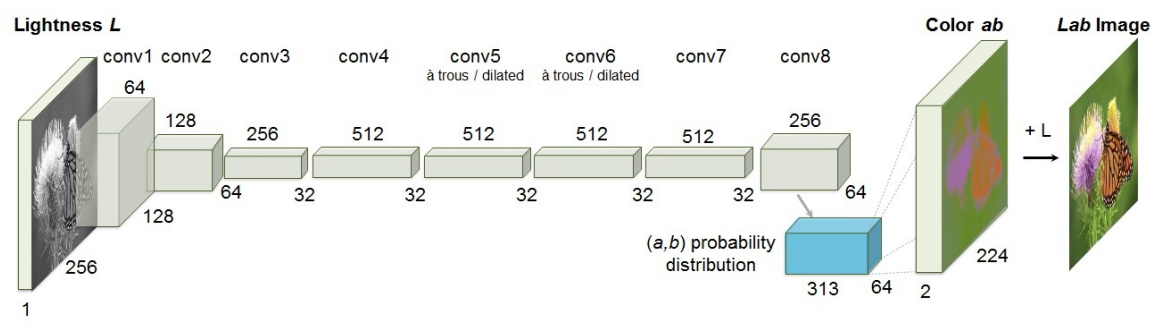 Lightness L
Color ab
Lab Image
conv1
conv2
conv3
conv4
conv5
à trous / dilated
conv6
à trous / dilated
conv7
conv8
64
128
256
512
512
512
512
256
+ L
64
32
32
32
32
32
64
128
256
1
(a,b) probability
distribution
313
64
2
224